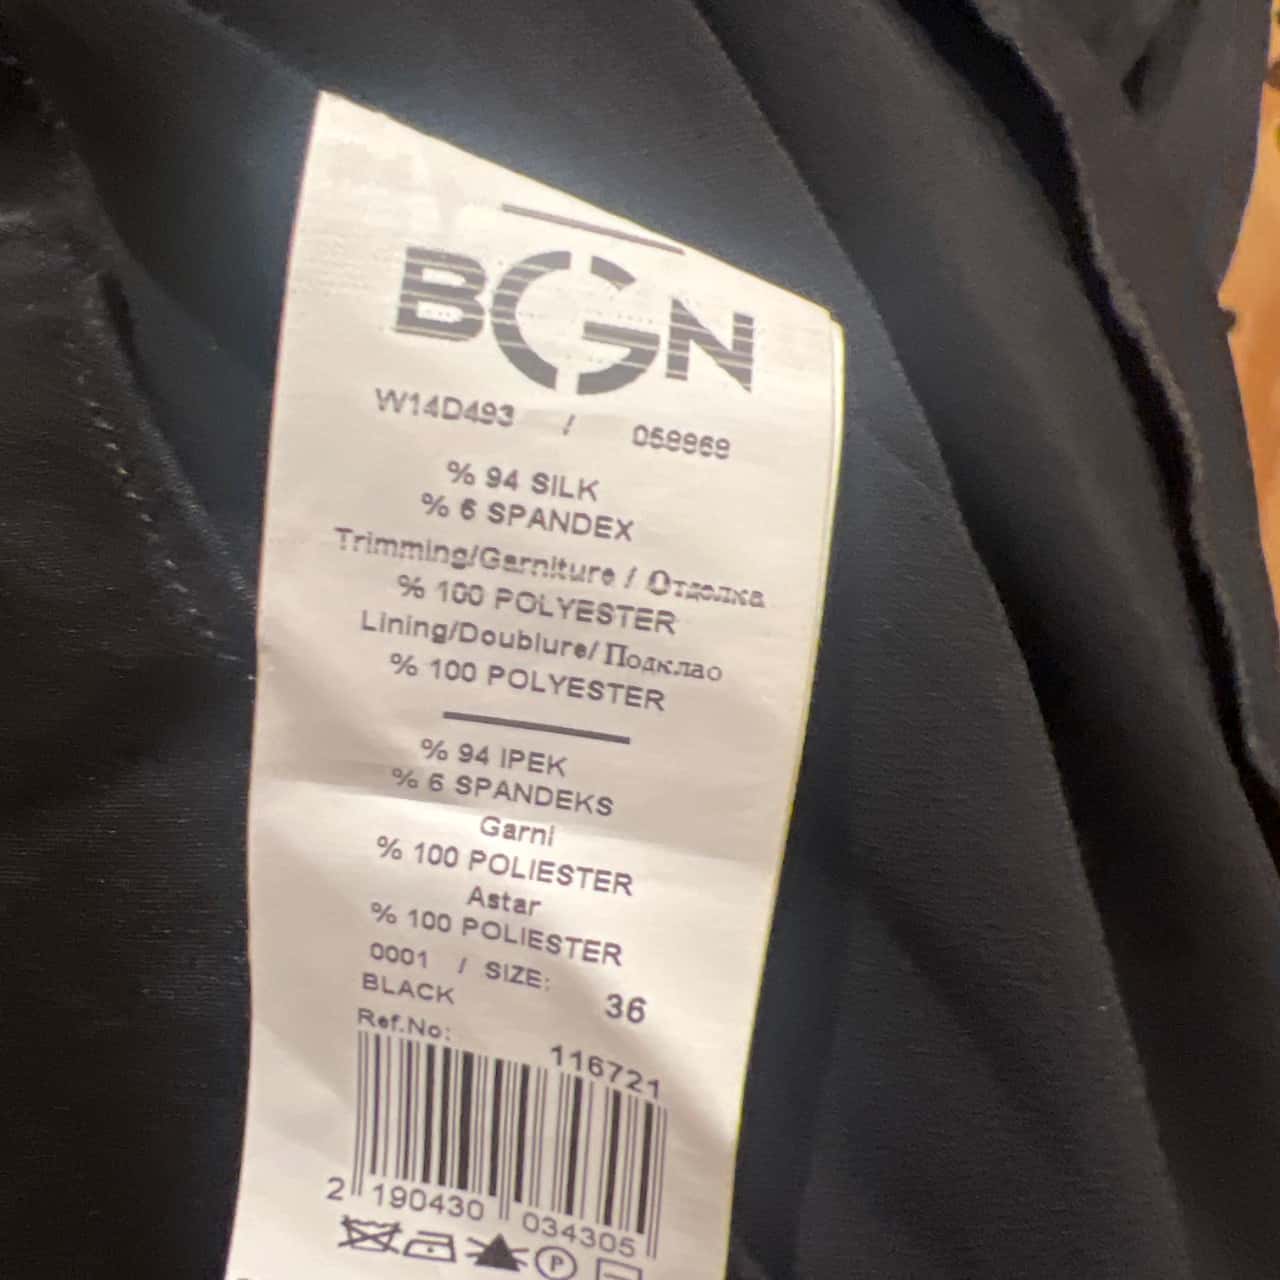 BGN
W14D493 / 058868
% 94 SILK
% 6 SPANDEX
Trimming/Garniture / Отделка
% 100 POLYESTER
Lining/Doublure/ Подклао
% 100 POLYESTER
% 94 IPEK
% 6 SPANDEKS
Garni
% 100 POLIESTER
Astar
% 100 POLIESTER
0001 / SIZE: 36
BLACK
Ref.No: 116721
2 190430 034305
P